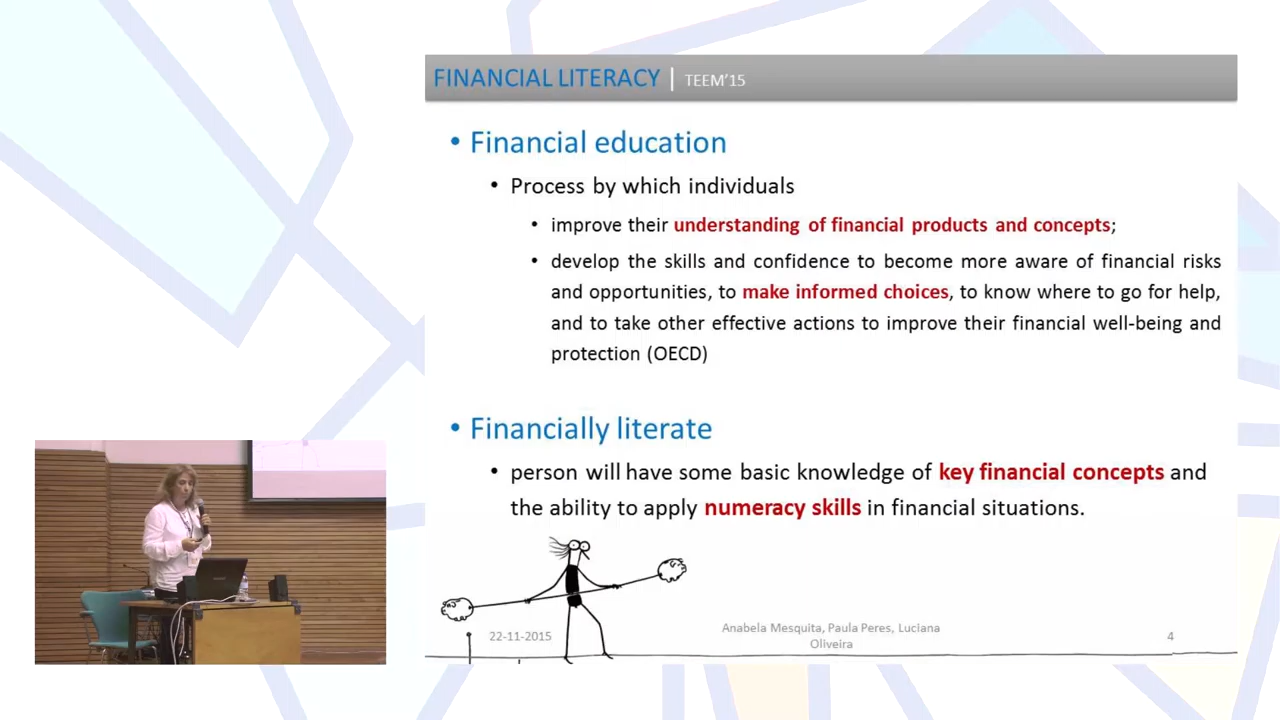 FINANCIAL LITERACY | TEEM'15
• Financial education
• Process by which individuals
• improve their understanding of financial products and concepts;
• develop the skills and confidence to become more aware of financial risks
and opportunities, to make informed choices, to know where to go for help,
and to take other effective actions to improve their financial well-being and
protection (OECD)
• Financially literate
• person will have some basic knowledge of key financial concepts and
the ability to apply numeracy skills in financial situations.
22-11-2015
Anabela Mesquita, Paula Peres, Luciana
Oliveira
4